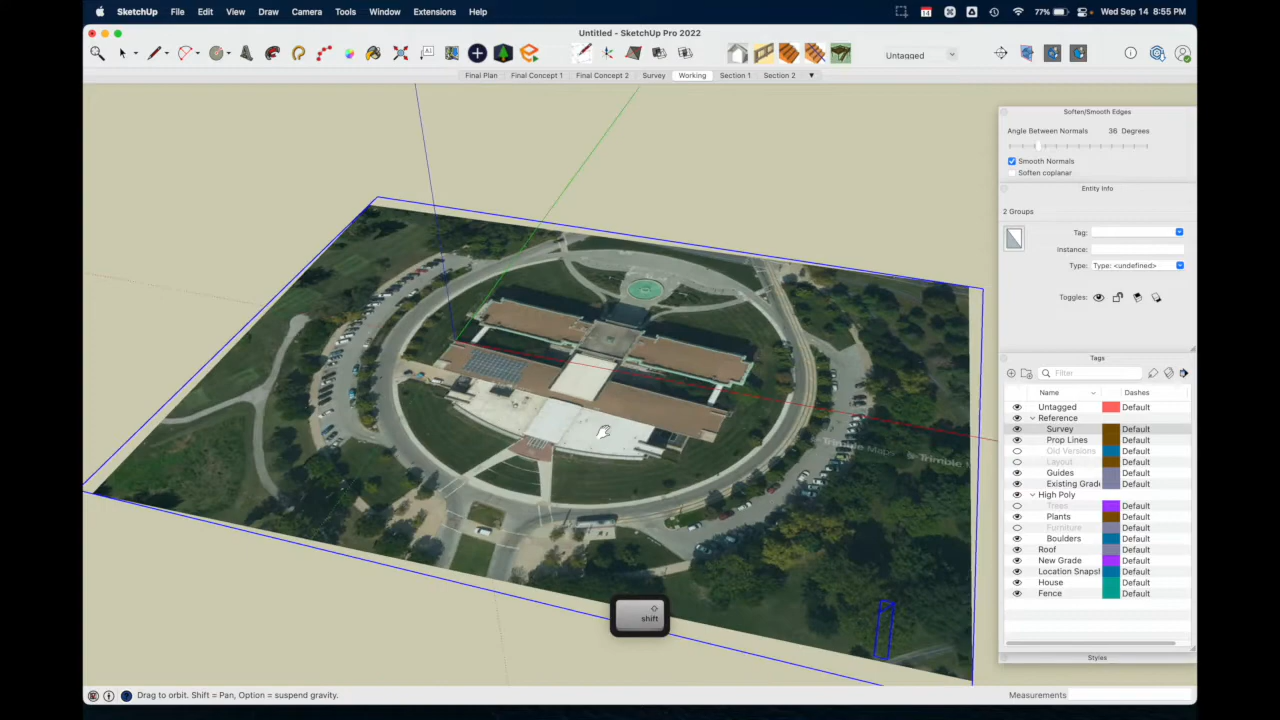 SketchUp File Edit View Draw Camera Tools Window Extensions Help
14 77% Wed Sep 14 8:55 PM
Untitled - SketchUp Pro 2022
Untagged
Final Plan Final Concept 1 Final Concept 2 Survey Working Section 1 Section 2
Soften/Smooth Edges
Angle Between Normals 36 Degrees
Smooth Normals
Soften coplanar
Entity Info
2 Groups
Tag:
Instance:
Type: Type: <undefined>
Toggles:
Tags
Filter
Name Dashes
Untagged Default
Reference
Survey Default
Prop Lines Default
Old Versions Default
Layout Default
Guides Default
Existing Grade Default
High Poly
Trees Default
Plants Default
Furniture Default
Boulders Default
Roof Default
New Grade Default
Location Snapsh Default
House Default
Fence Default
Styles
Trimble Maps Trimble
shift
Drag to orbit. Shift = Pan, Option = suspend gravity.
Measurements